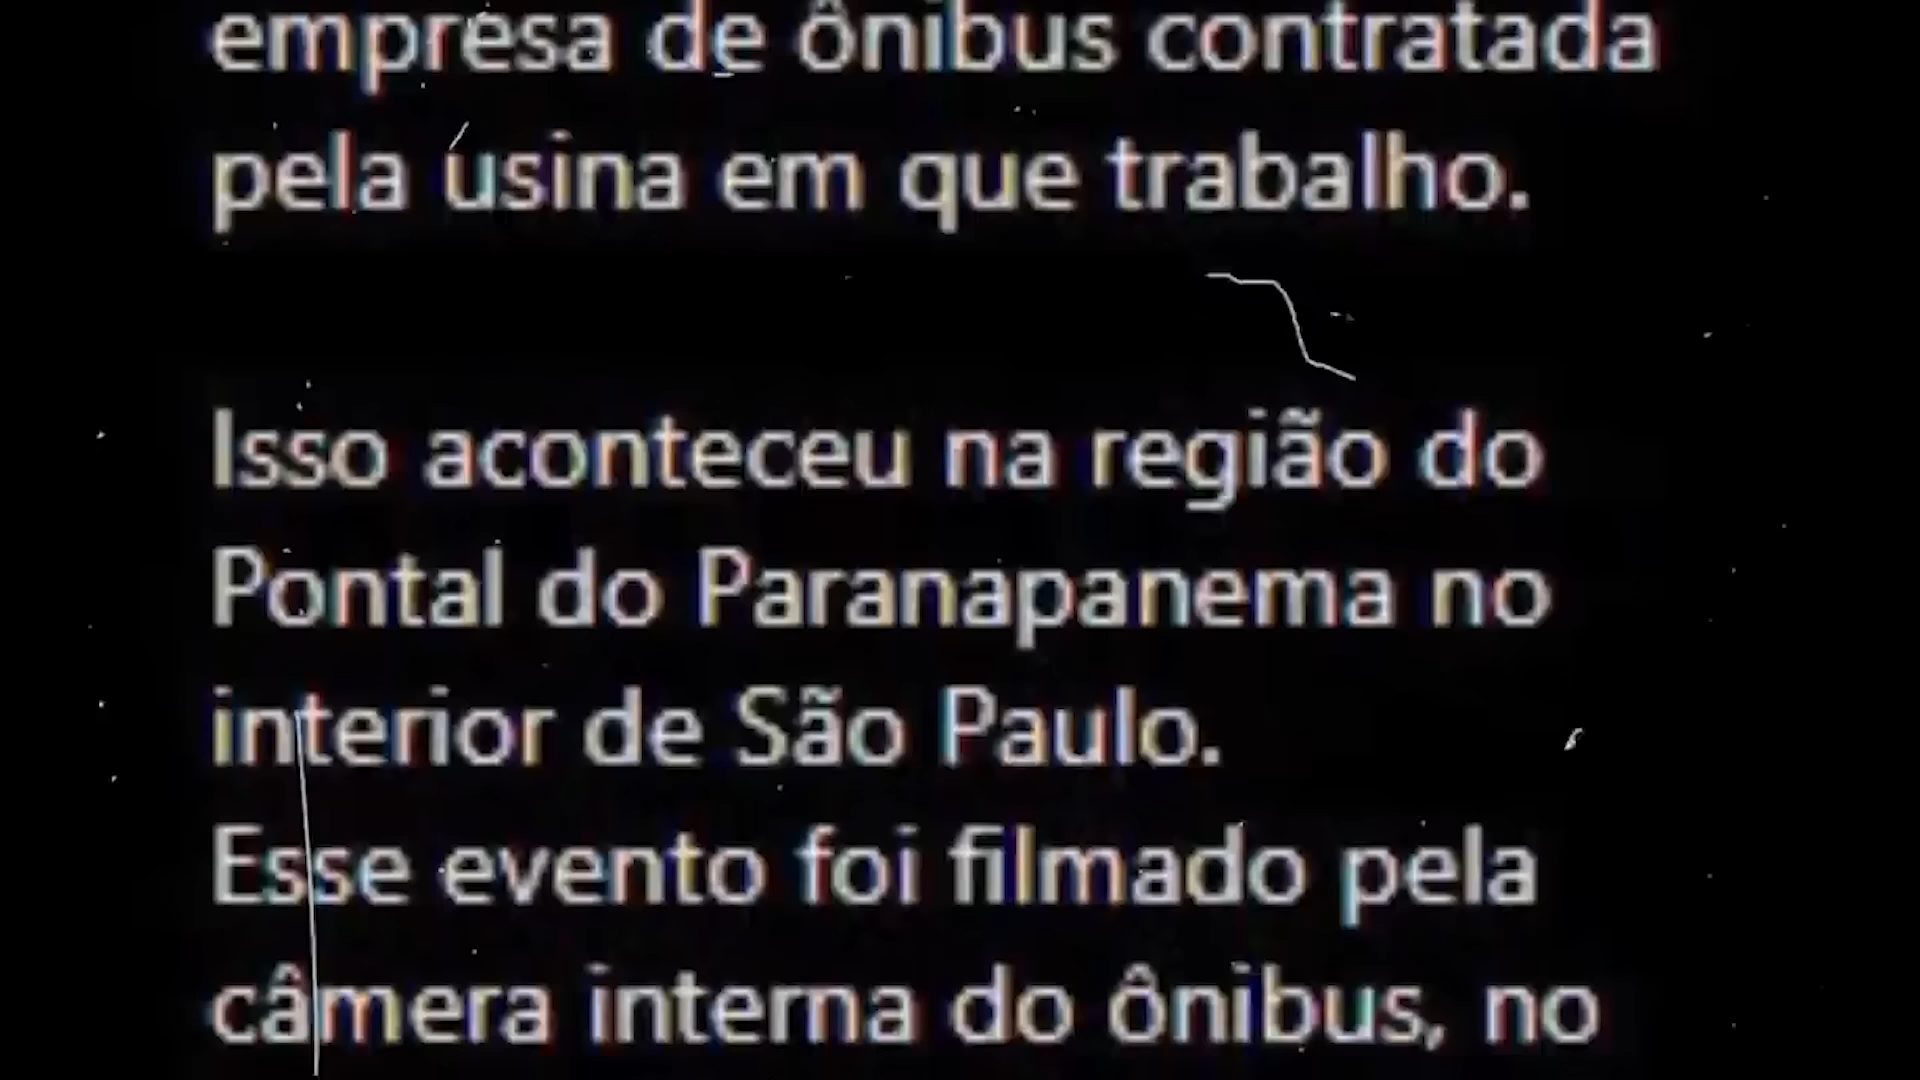 empresa de ônibus contratada
pela usina em que trabalho.
Isso aconteceu na região do
Pontal do Paranapanema no
interior de São Paulo.
Esse evento foi filmado pela
câmera interna do ônibus, no